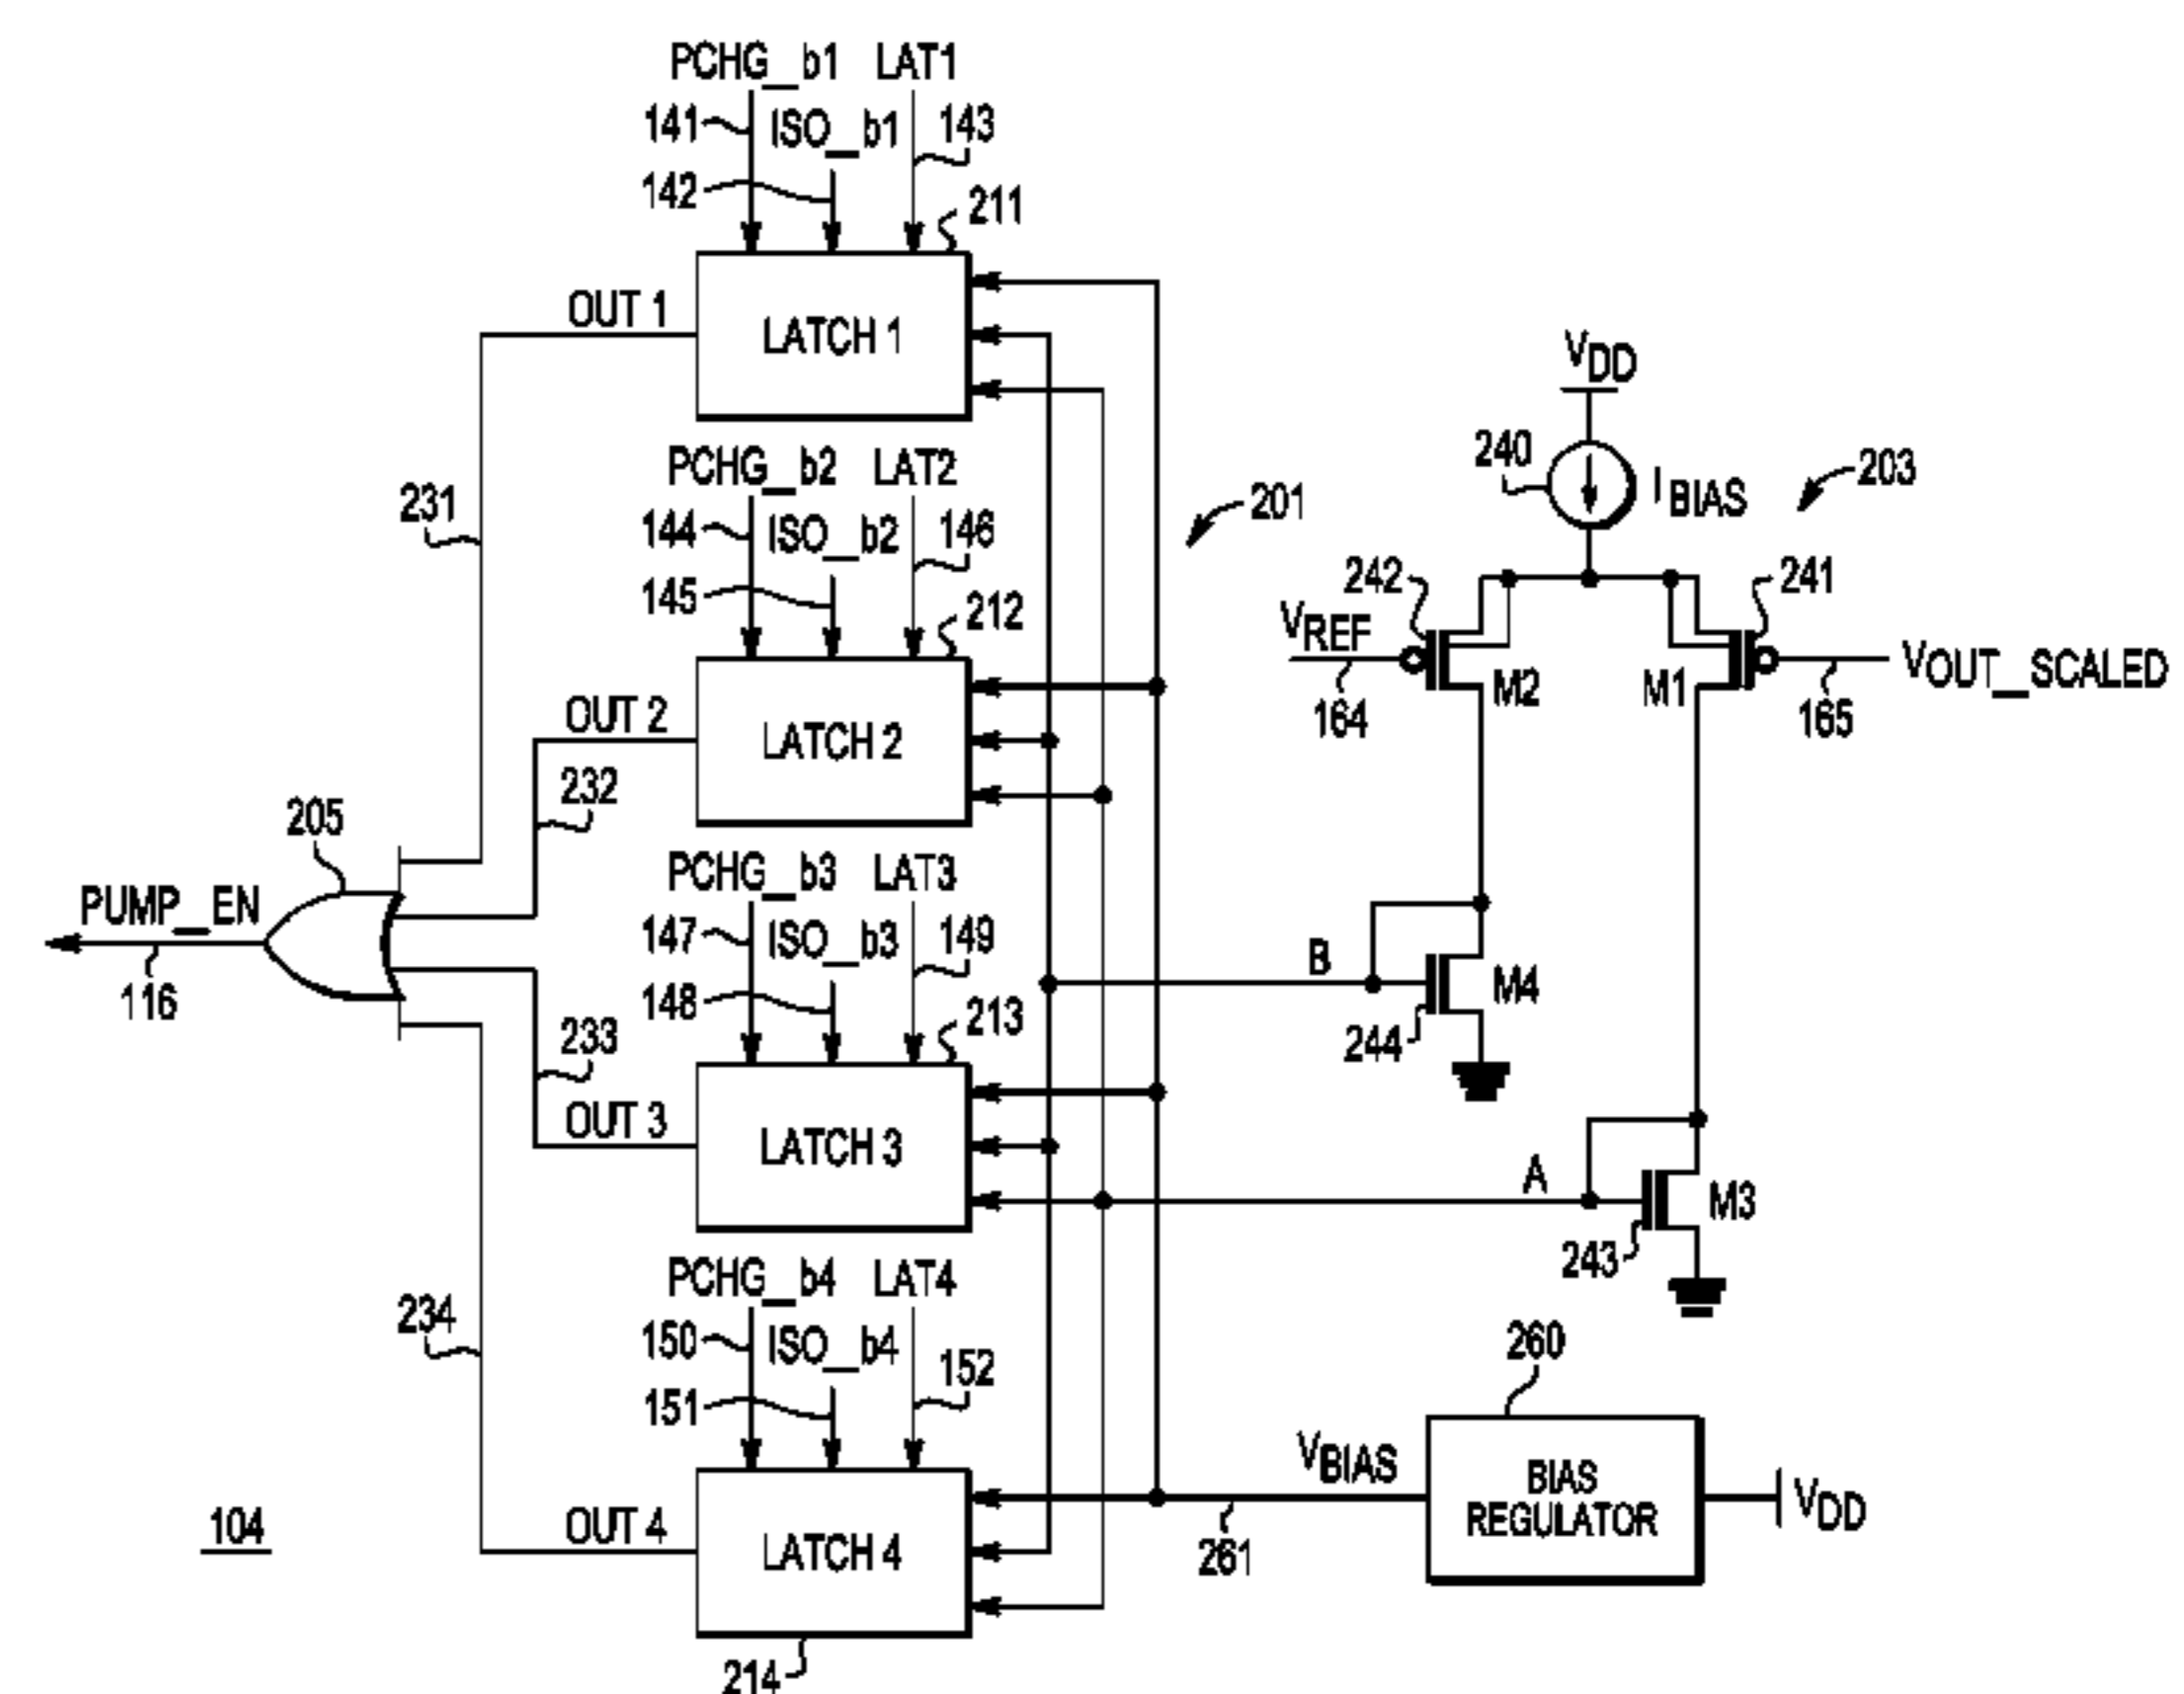 PCHG_b1 LAT1
141 ISO_b1 143
142 211
OUT 1 LATCH 1
VDD
PCHG_b2 LAT2 240 IBIAS 203
231 144 ISO_b2 146 201
145 212 242 241
VREF VOUT_SCALED
M2 M1
OUT 2 LATCH 2 164 165
232
205
PCHG_b3 LAT3
PUMP_EN 147 ISO_b3 149 B
116 148 213 M4
233 244
OUT 3 LATCH 3
A M3
243
PCHG_b4 LAT4
234 150 ISO_b4 152 260
151
VBIAS BIAS
REGULATOR VDD
104 OUT 4 LATCH 4 261
214